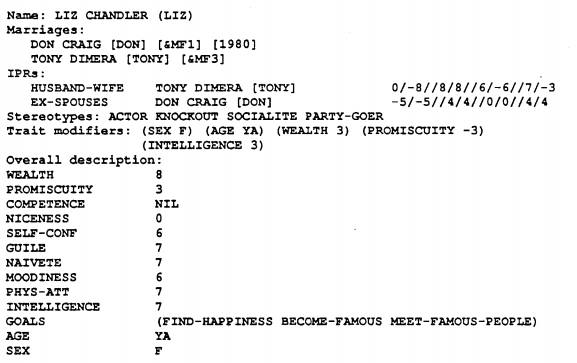 Name: LIZ CHANDLER (LIZ)
Marriages:
DON CRAIG [DON] [&MF1] [1980]
TONY DIMERA [TONY] [&MF3]
IPRs:
HUSBAND-WIFE TONY DIMERA [TONY] 0/-8//8/8//6/-6//7/-3
EX-SPOUSES DON CRAIG [DON] -5/-5//4/4//0/0//4/4
Stereotypes: ACTOR KNOCKOUT SOCIALITE PARTY-GOER
Trait modifiers: (SEX F) (AGE YA) (WEALTH 3) (PROMISCUITY -3)
(INTELLIGENCE 3)
Overall description:
WEALTH 8
PROMISCUITY 3
COMPETENCE NIL
NICENESS 0
SELF-CONF 6
GUILE 7
NAIVETE 7
MOODINESS 6
PHYS-ATT 7
INTELLIGENCE 7
GOALS (FIND-HAPPINESS BECOME-FAMOUS MEET-FAMOUS-PEOPLE)
AGE YA
SEX F